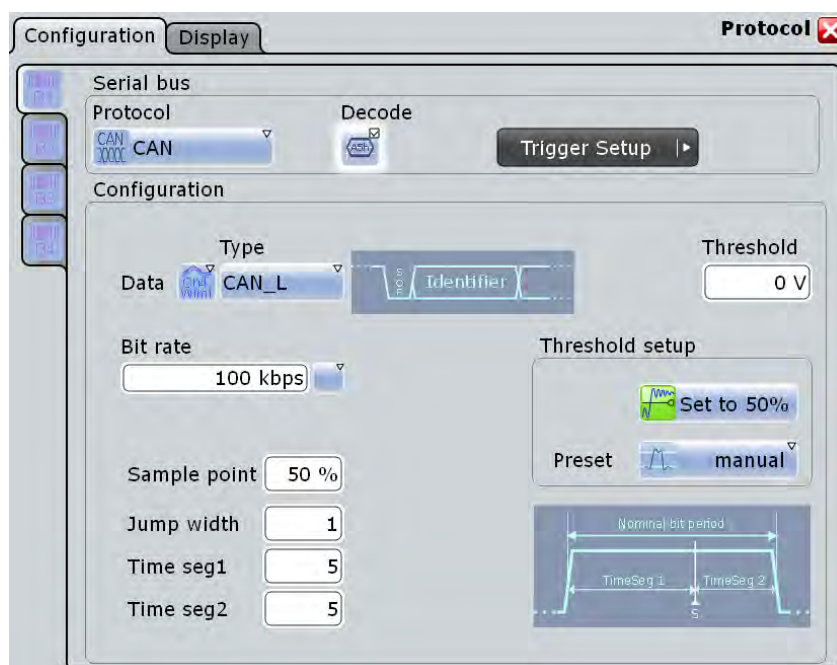 Configuration Display Protocol
Serial bus
Protocol Decode
CAN CAN Trigger Setup
Configuration
Type Threshold
Data CAN_L SOF Identifier 0 V
Bit rate Threshold setup
100 kbps
Set to 50%
Sample point 50 % Preset manual
Jump width 1 Nominal bit period
Time seg1 5 TimeSeg 1 TimeSeg 2
Time seg2 5 S